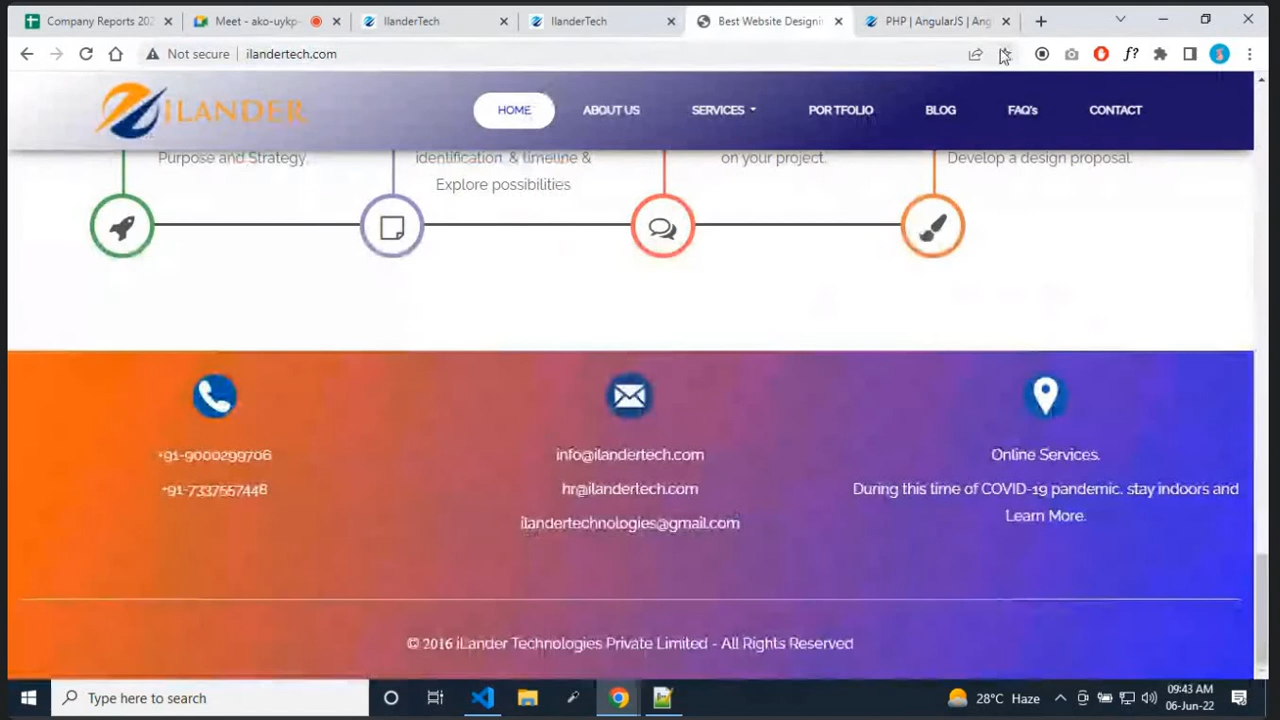 Company Reports 202
Meet - ako-uykp-
IlanderTech
IlanderTech
Best Website Designin
PHP | AngularJS | Ang
Not secure
ilandertech.com
f?
ILANDER
HOME
ABOUT US
SERVICES
PORTFOLIO
BLOG
FAQ's
CONTACT
Purpose and Strategy.
identification & timeline &
Explore possibilities
on your project.
Develop a design proposal.
+91-9000299706
+91-7337557448
info@ilandertech.com
hr@ilandertech.com
ilandertechnologies@gmail.com
Online Services.
During this time of COVID-19 pandemic. stay indoors and
Learn More.
© 2016 iLander Technologies Private Limited - All Rights Reserved
Type here to search
28°C Haze
09:43 AM
06-Jun-22